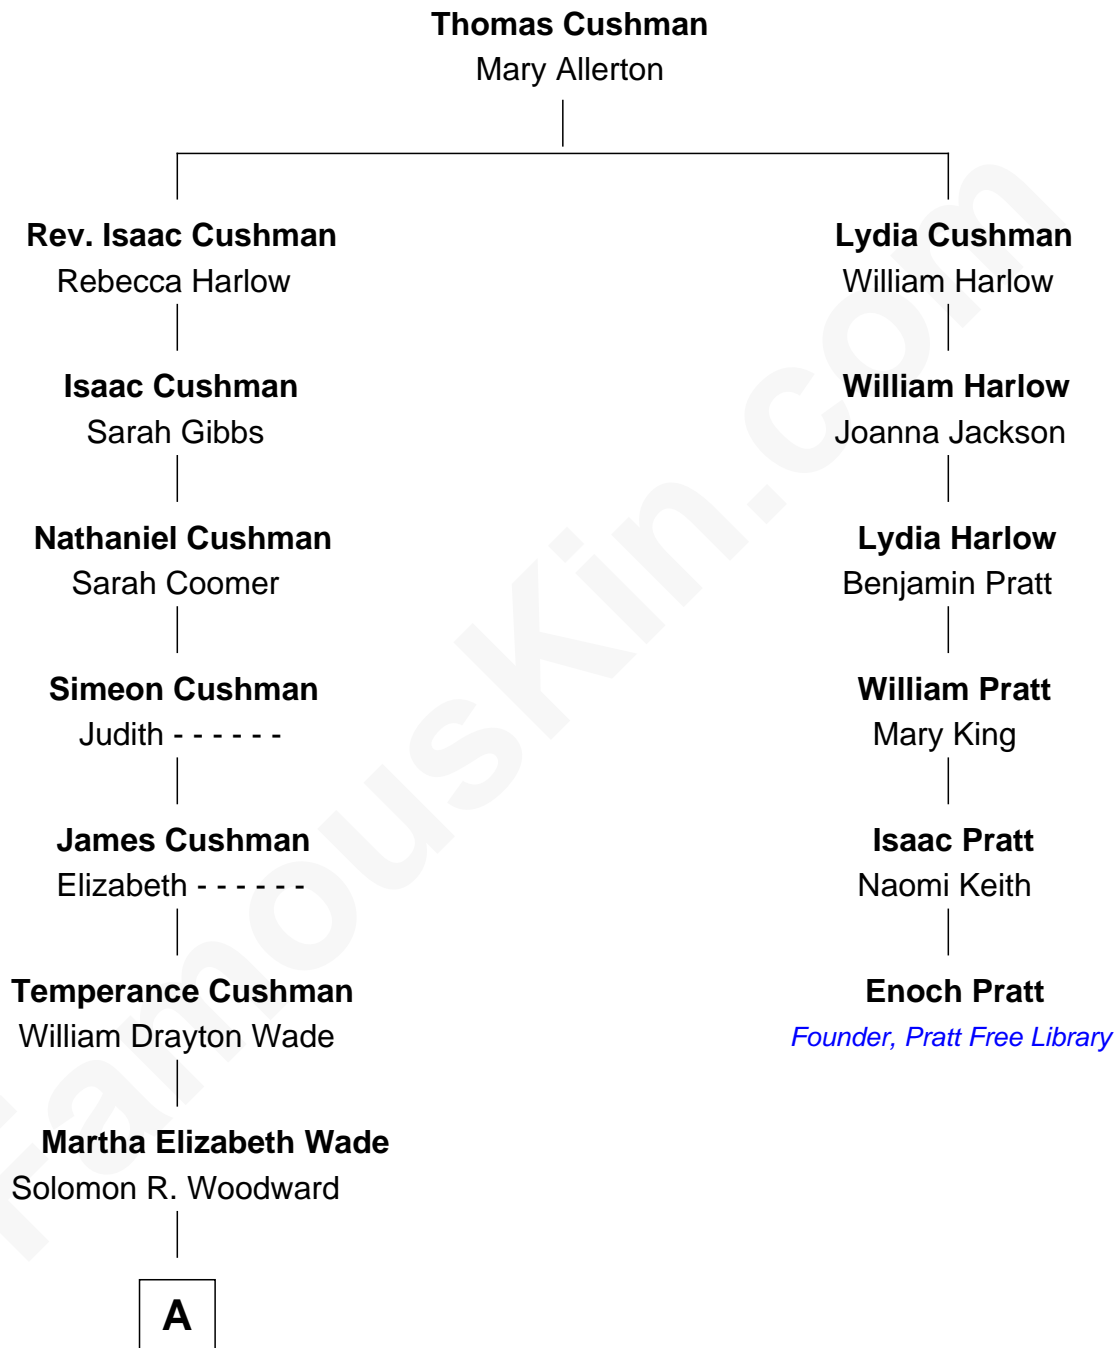 Thomas Cushman
Mary Allerton
Rev. Isaac Cushman
Rebecca Harlow
Lydia Cushman
William Harlow
Isaac Cushman
Sarah Gibbs
William Harlow
Joanna Jackson
Nathaniel Cushman
Sarah Coomer
Lydia Harlow
Benjamin Pratt
Simeon Cushman
Judith - - - - - -
William Pratt
Mary King
James Cushman
Elizabeth - - - - - -
Isaac Pratt
Naomi Keith
Temperance Cushman
William Drayton Wade
Enoch Pratt
Founder, Pratt Free Library
Martha Elizabeth Wade
Solomon R. Woodward
A
FamousKin.com